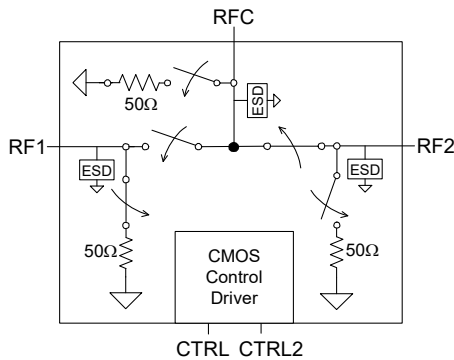 RFC
50Ω
ESD
RF1
RF2
ESD
ESD
50Ω
50Ω
CMOS
Control
Driver
CTRL CTRL2